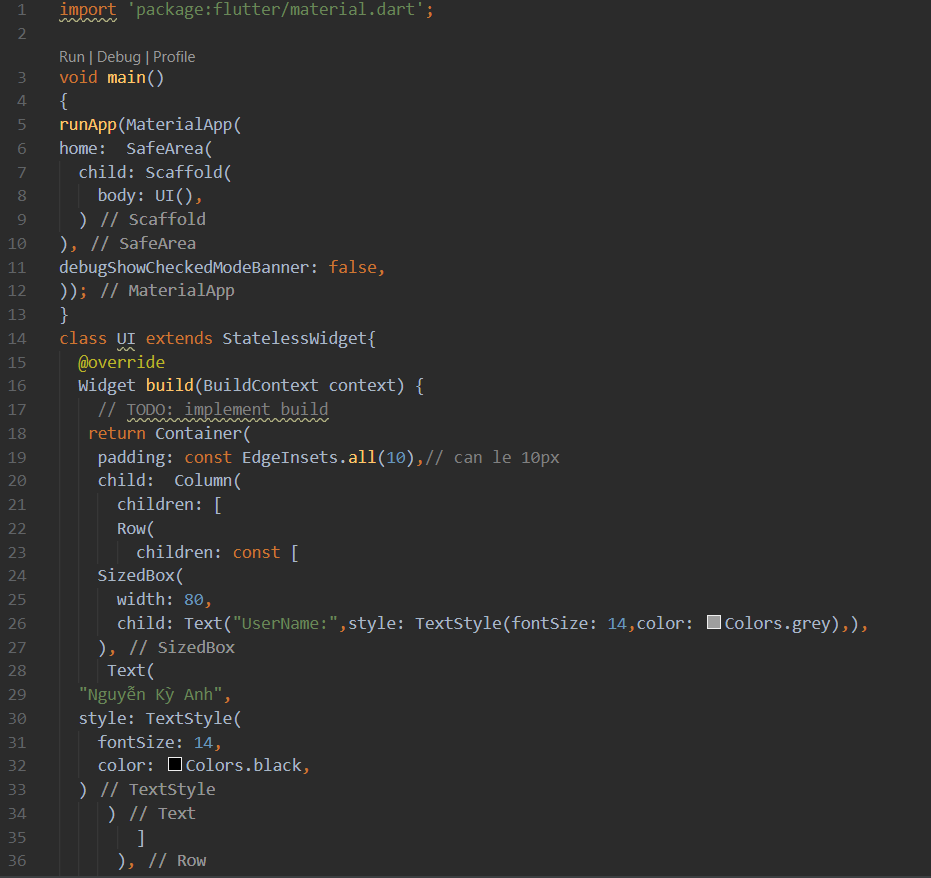 1 import 'package:flutter/material.dart';
2
Run | Debug | Profile
3 void main()
4 {
5 runApp(MaterialApp(
6 home:  SafeArea(
7   child: Scaffold(
8     body: UI(),
9   ) // Scaffold
10 ), // SafeArea
11 debugShowCheckedModeBanner: false,
12 )); // MaterialApp
13 }
14 class UI extends StatelessWidget{
15   @override
16   Widget build(BuildContext context) {
17     // TODO: implement build
18    return Container(
19     padding: const EdgeInsets.all(10),// can le 10px
20     child:  Column(
21       children: [
22       Row(
23         children: const [
24     SizedBox(
25       width: 80,
26       child: Text("UserName:",style: TextStyle(fontSize: 14,color: Colors.grey),),
27     ), // SizedBox
28      Text(
29   "Nguyễn Kỳ Anh",
30   style: TextStyle(
31     fontSize: 14,
32     color: Colors.black,
33   ) // TextStyle
34      ) // Text
35         ]
36       ), // Row